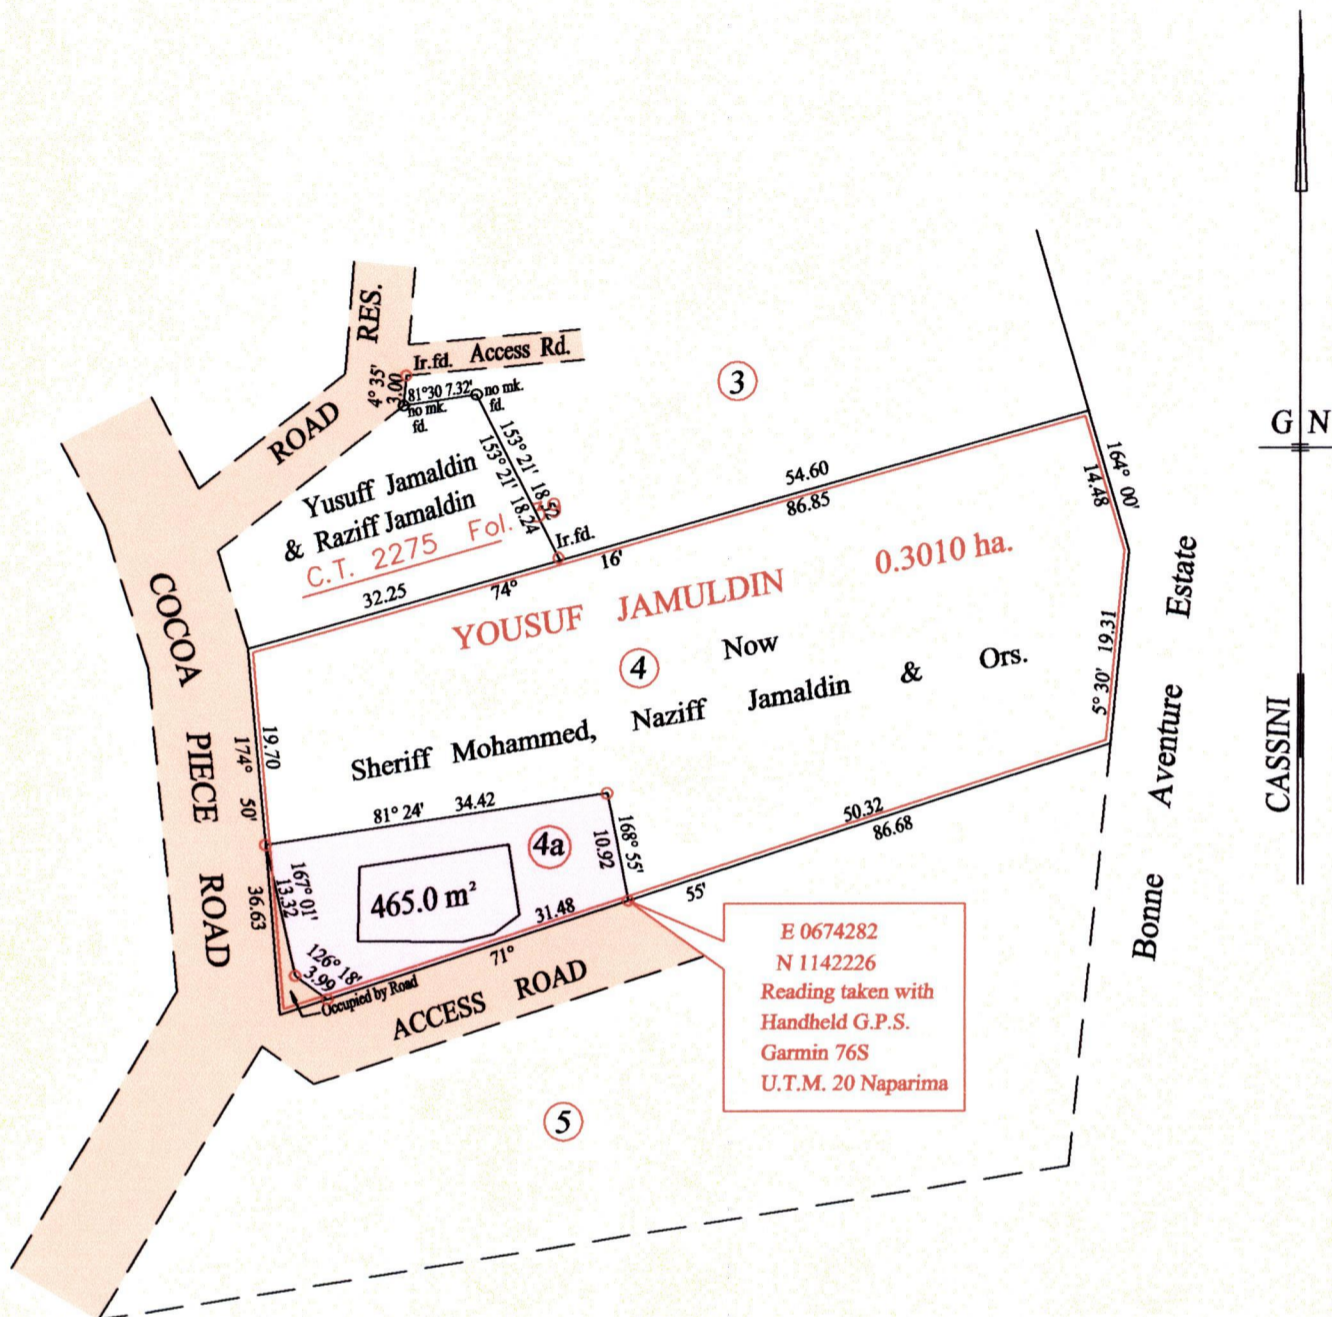 RES.
ROAD
4° 35'
3.00
Ir.fd.
Access Rd.
81°30 7.32'
no mk.
fd.
no mk.
fd.
153° 21'
153° 21' 18.24
Yusuff Jamaldin
& Raziff Jamaldin
C.T. 2275 Fol.
Ir.fd.
3
54.60
86.85
164° 00'
14.48
G N
32.25
74°
16'
0.3010 ha.
YOUSUF JAMULDIN
4
Now
Sheriff Mohammed, Naziff Jamaldin & Ors.
5° 30' 19.31
Bonne Aventure Estate
CASSINI
COCOA PIECE ROAD
19.70
174° 50'
36.63
81° 24' 34.42
4a
168° 55'
10.92
167° 01'
13.32
465.0 m²
31.48
126° 18'
3.99
Occupied by Road
71°
55'
50.32
86.68
ACCESS ROAD
E 0674282
N 1142226
Reading taken with
Handheld G.P.S.
Garmin 76S
U.T.M. 20 Naparima
5